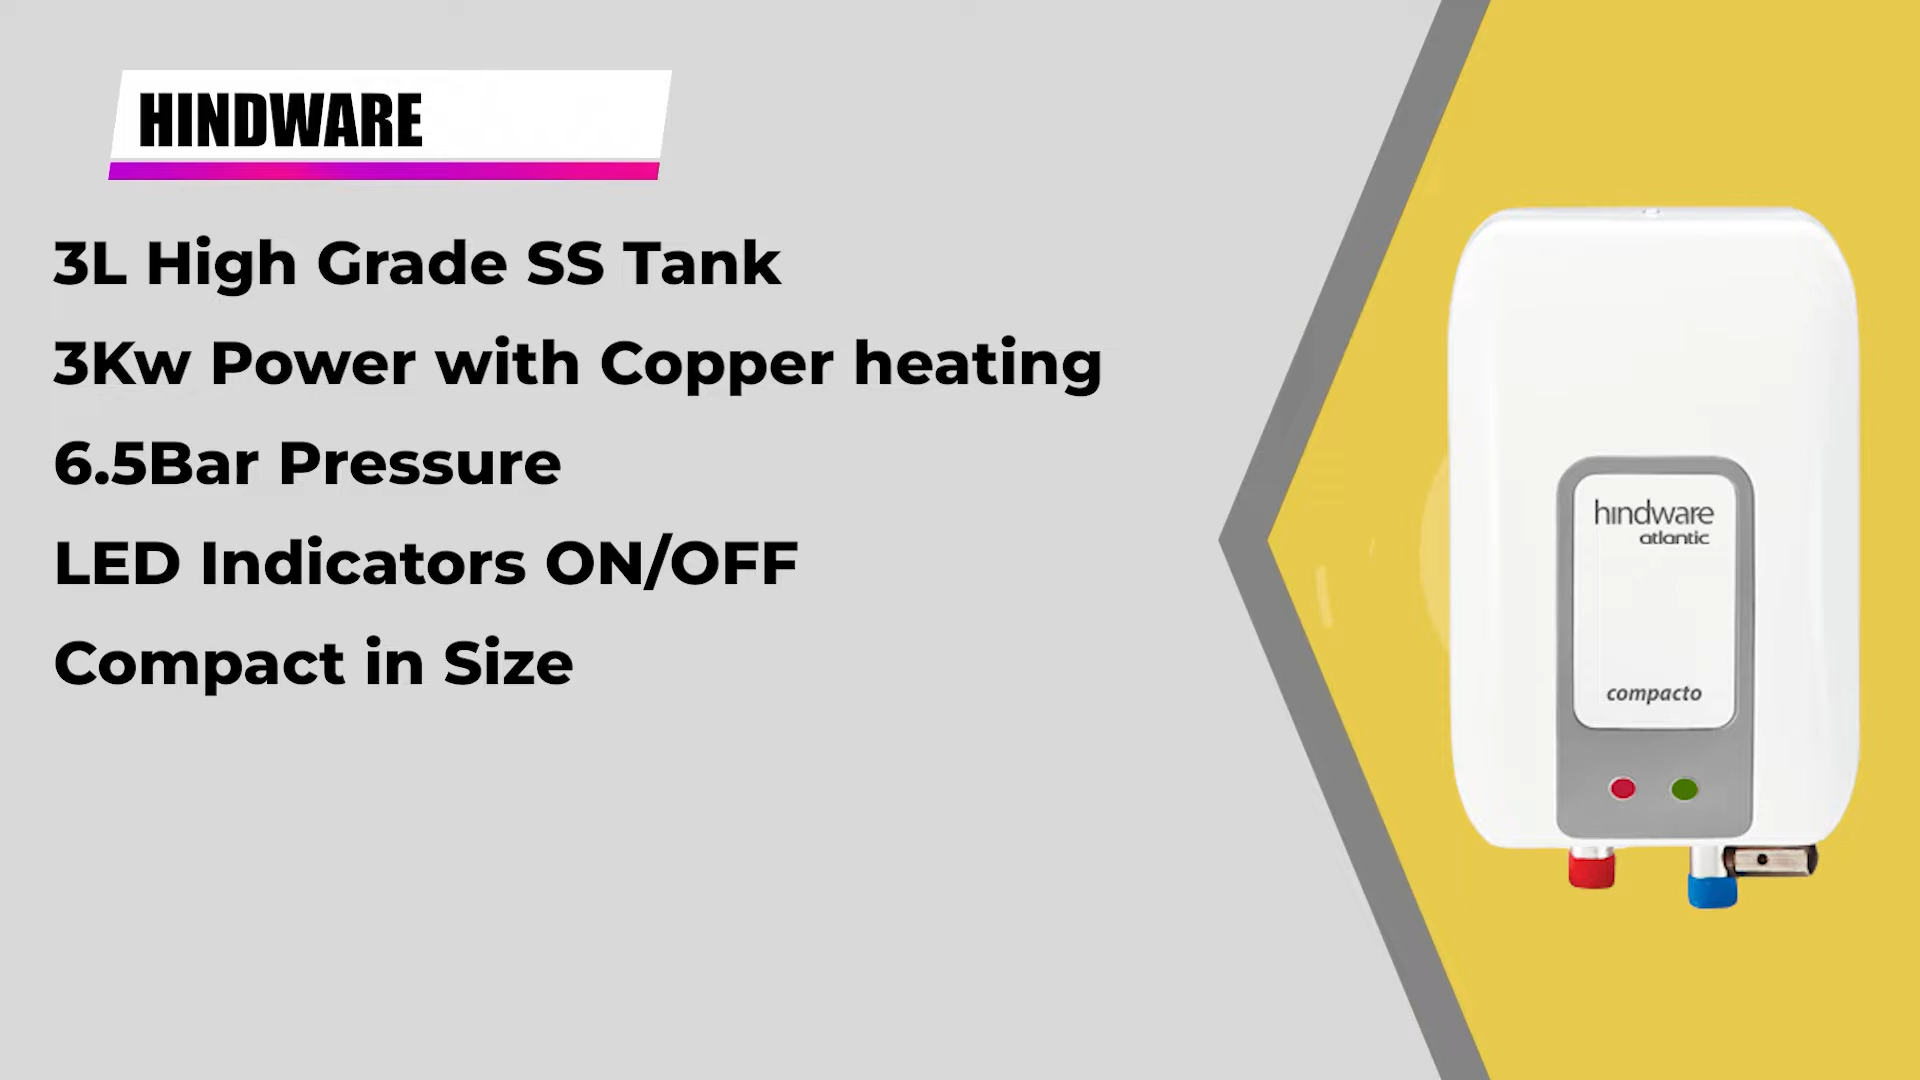 HINDWARE
3L High Grade SS Tank
3Kw Power with Copper heating
6.5Bar Pressure
LED Indicators ON/OFF
Compact in Size
hindware
atlantic
compacto